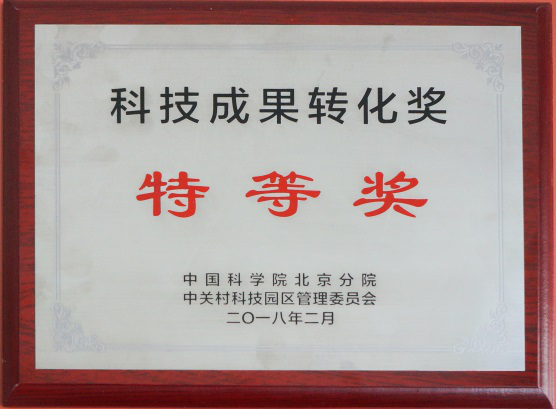 科技成果转化奖
特等奖
中国科学院北京分院
中关村科技园区管理委员会
二〇一八年二月